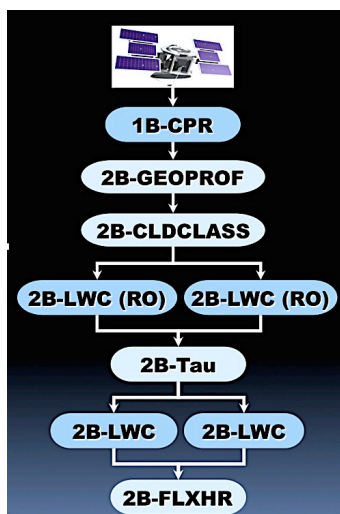 1B-CPR
2B-GEOPROF
2B-CLDCLASS
2B-LWC (RO) 2B-LWC (RO)
2B-Tau
2B-LWC 2B-LWC
2B-FLXHR